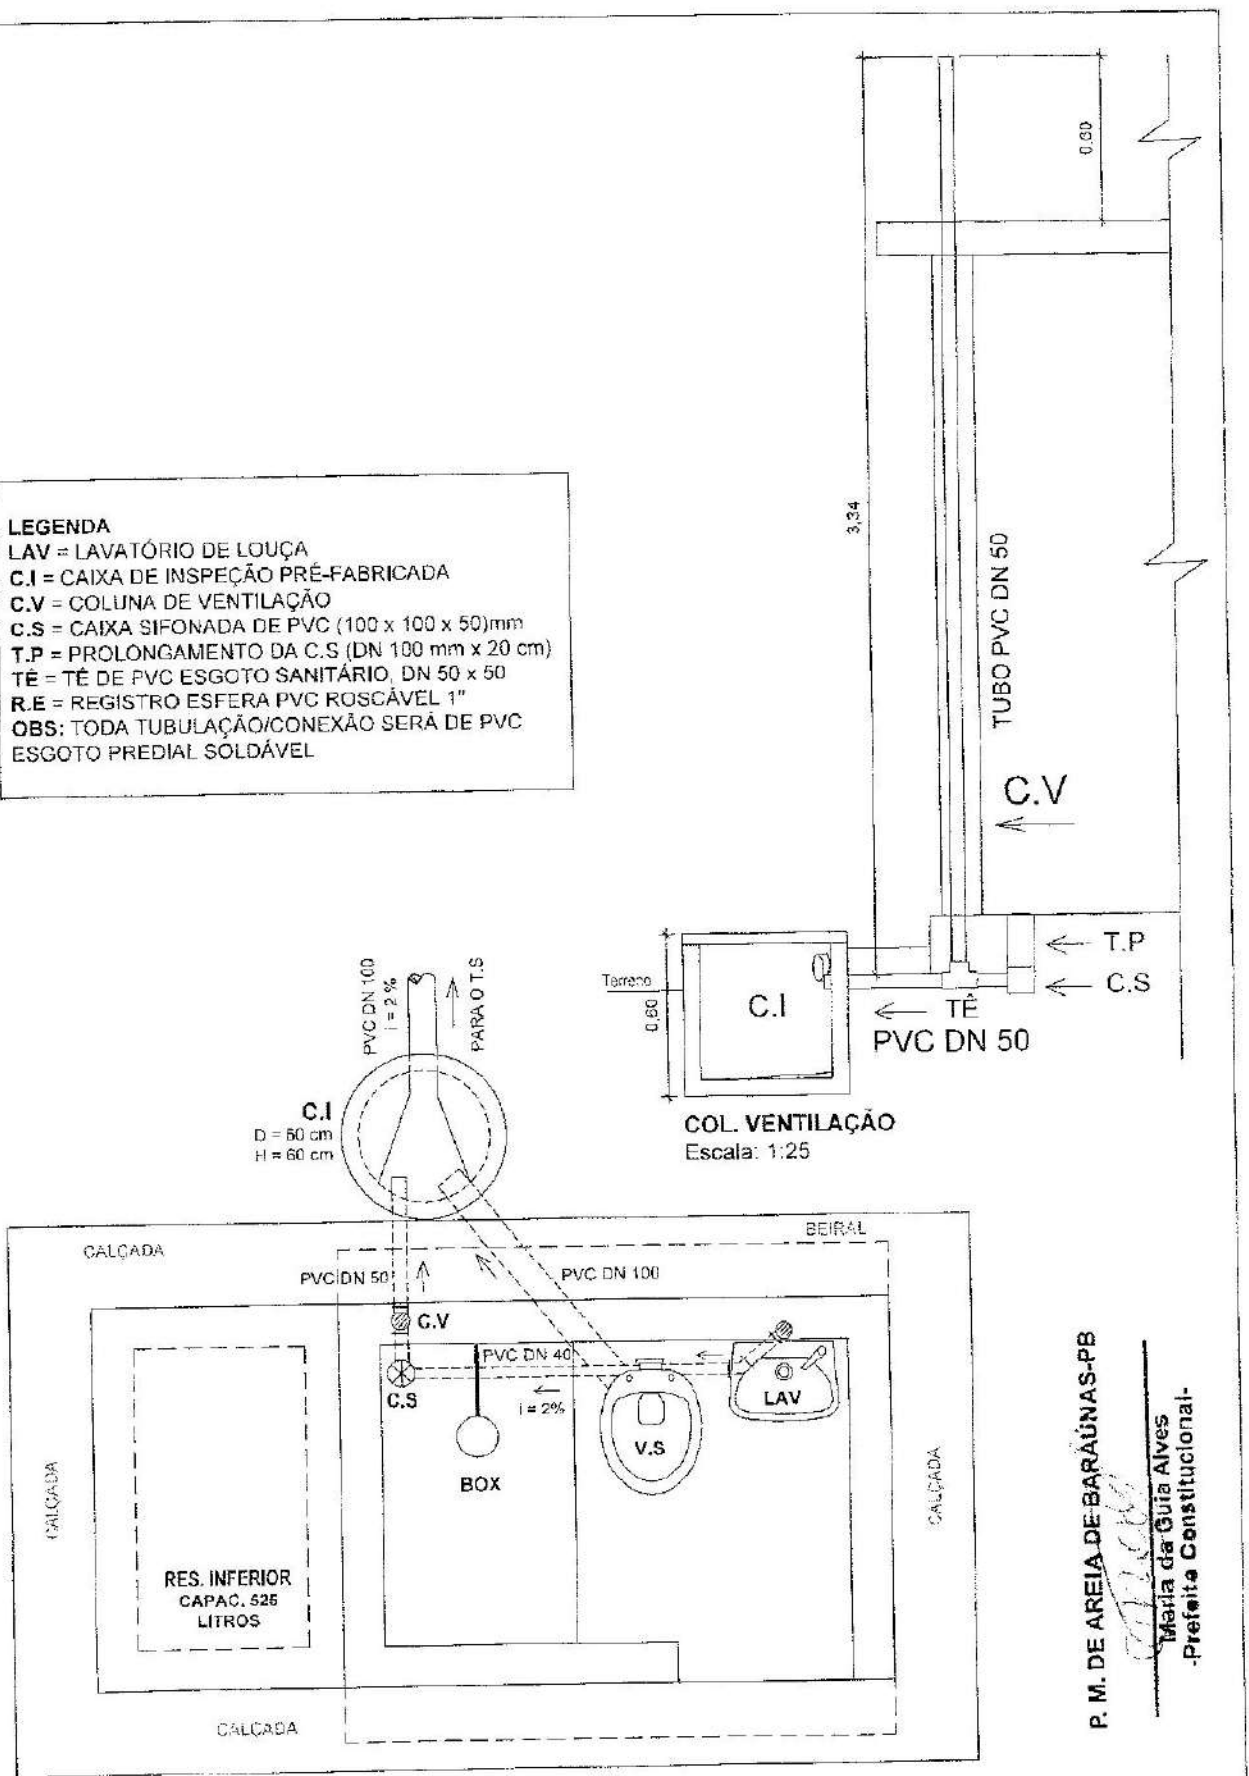 0.60
3,34
TUBO PVC DN 50
C.V
T.P
C.S
TÊ
PVC DN 50
Terreno
0,60
C.I
COL. VENTILAÇÃO
Escala: 1:25
LEGENDA
LAV = LAVATÓRIO DE LOUÇA
C.I = CAIXA DE INSPEÇÃO PRÉ-FABRICADA
C.V = COLUNA DE VENTILAÇÃO
C.S = CAIXA SIFONADA DE PVC (100 x 100 x 50)mm
T.P = PROLONGAMENTO DA C.S (DN 100 mm x 20 cm)
TÊ = TÊ DE PVC ESGOTO SANITÁRIO, DN 50 x 50
R.E = REGISTRO ESFERA PVC ROSCÁVEL 1"
OBS: TODA TUBULAÇÃO/CONEXÃO SERÁ DE PVC
ESGOTO PREDIAL SOLDÁVEL
PVC DN 100
i = 2 %
PARA O T.S
C.I
D = 60 cm
H = 60 cm
CALÇADA
BEIRAL
PVC DN 50
PVC DN 100
C.V
PVC DN 40
C.S
i = 2%
LAV
V.S
BOX
CALÇADA
CALÇADA
RES. INFERIOR
CAPAC. 525
LITROS
CALÇADA
P. M. DE AREIA DE BARAÚNAS-PB
Maria da Guia Alves
-Prefeita Constitucional-